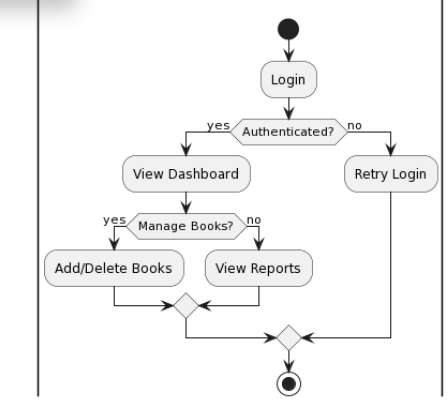 Login
yes
Authenticated?
no
View Dashboard
Retry Login
yes
Manage Books?
no
Add/Delete Books
View Reports